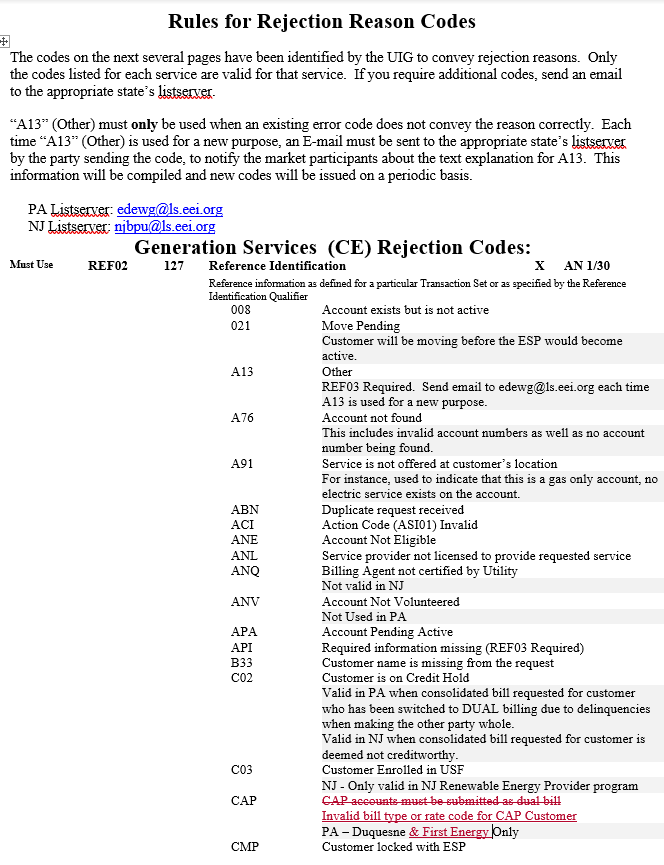 Rules for Rejection Reason Codes
The codes on the next several pages have been identified by the UIG to convey rejection reasons.  Only
the codes listed for each service are valid for that service.  If you require additional codes, send an email
to the appropriate state’s listserver.
“A13” (Other) must only be used when an existing error code does not convey the reason correctly.  Each
time “A13” (Other) is used for a new purpose, an E-mail must be sent to the appropriate state’s listserver
by the party sending the code, to notify the market participants about the text explanation for A13.  This
information will be compiled and new codes will be issued on a periodic basis.
PA Listserver: edewg@ls.eei.org
NJ Listserver: njbpu@ls.eei.org
Generation Services  (CE) Rejection Codes:
Must Use REF02 127 Reference Identification X AN 1/30
Reference information as defined for a particular Transaction Set or as specified by the Reference
Identification Qualifier
008 Account exists but is not active
021 Move Pending
Customer will be moving before the ESP would become
active.
A13 Other
REF03 Required.  Send email to edewg@ls.eei.org each time
A13 is used for a new purpose.
A76 Account not found
This includes invalid account numbers as well as no account
number being found.
A91 Service is not offered at customer’s location
For instance, used to indicate that this is a gas only account, no
electric service exists on the account.
ABN Duplicate request received
ACI Action Code (ASI01) Invalid
ANE Account Not Eligible
ANL Service provider not licensed to provide requested service
ANQ Billing Agent not certified by Utility
Not valid in NJ
ANV Account Not Volunteered
Not Used in PA
APA Account Pending Active
API Required information missing (REF03 Required)
B33 Customer name is missing from the request
C02 Customer is on Credit Hold
Valid in PA when consolidated bill requested for customer
who has been switched to DUAL billing due to delinquencies
when making the other party whole.
Valid in NJ when consolidated bill requested for customer is
deemed not creditworthy.
C03 Customer Enrolled in USF
NJ - Only valid in NJ Renewable Energy Provider program
CAP CAP accounts must be submitted as dual bill
Invalid bill type or rate code for CAP Customer
PA – Duquesne & First Energy Only
CMP Customer locked with ESP